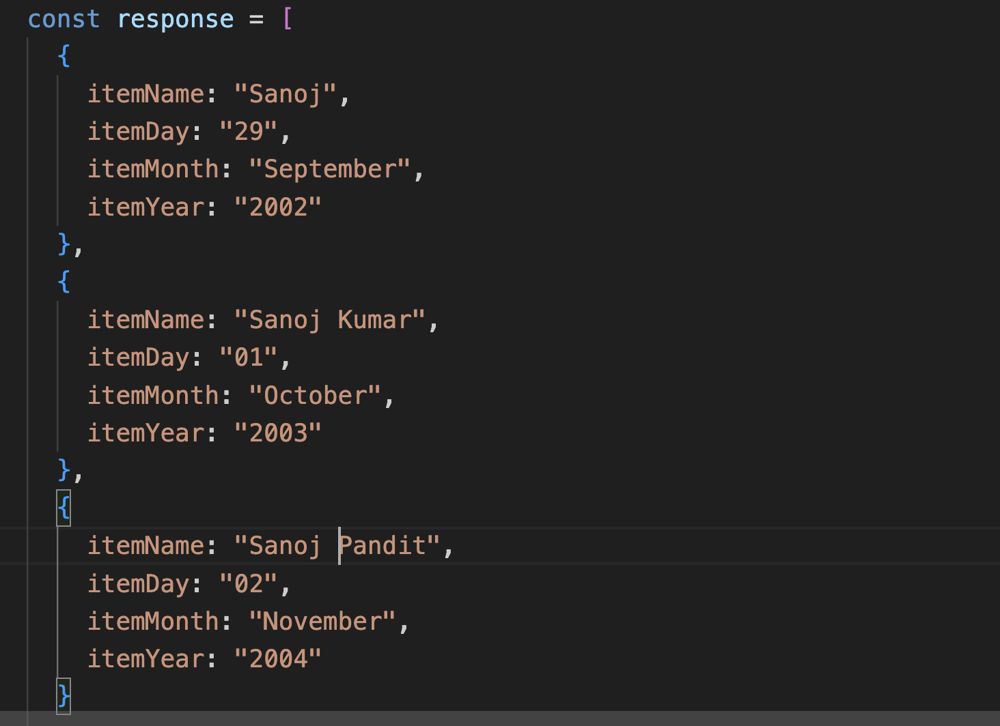 const response = [
{
itemName: "Sanoj",
itemDay: "29",
itemMonth: "September",
itemYear: "2002"
},
{
itemName: "Sanoj Kumar",
itemDay: "01",
itemMonth: "October",
itemYear: "2003"
},
{
itemName: "Sanoj Pandit",
itemDay: "02",
itemMonth: "November",
itemYear: "2004"
}